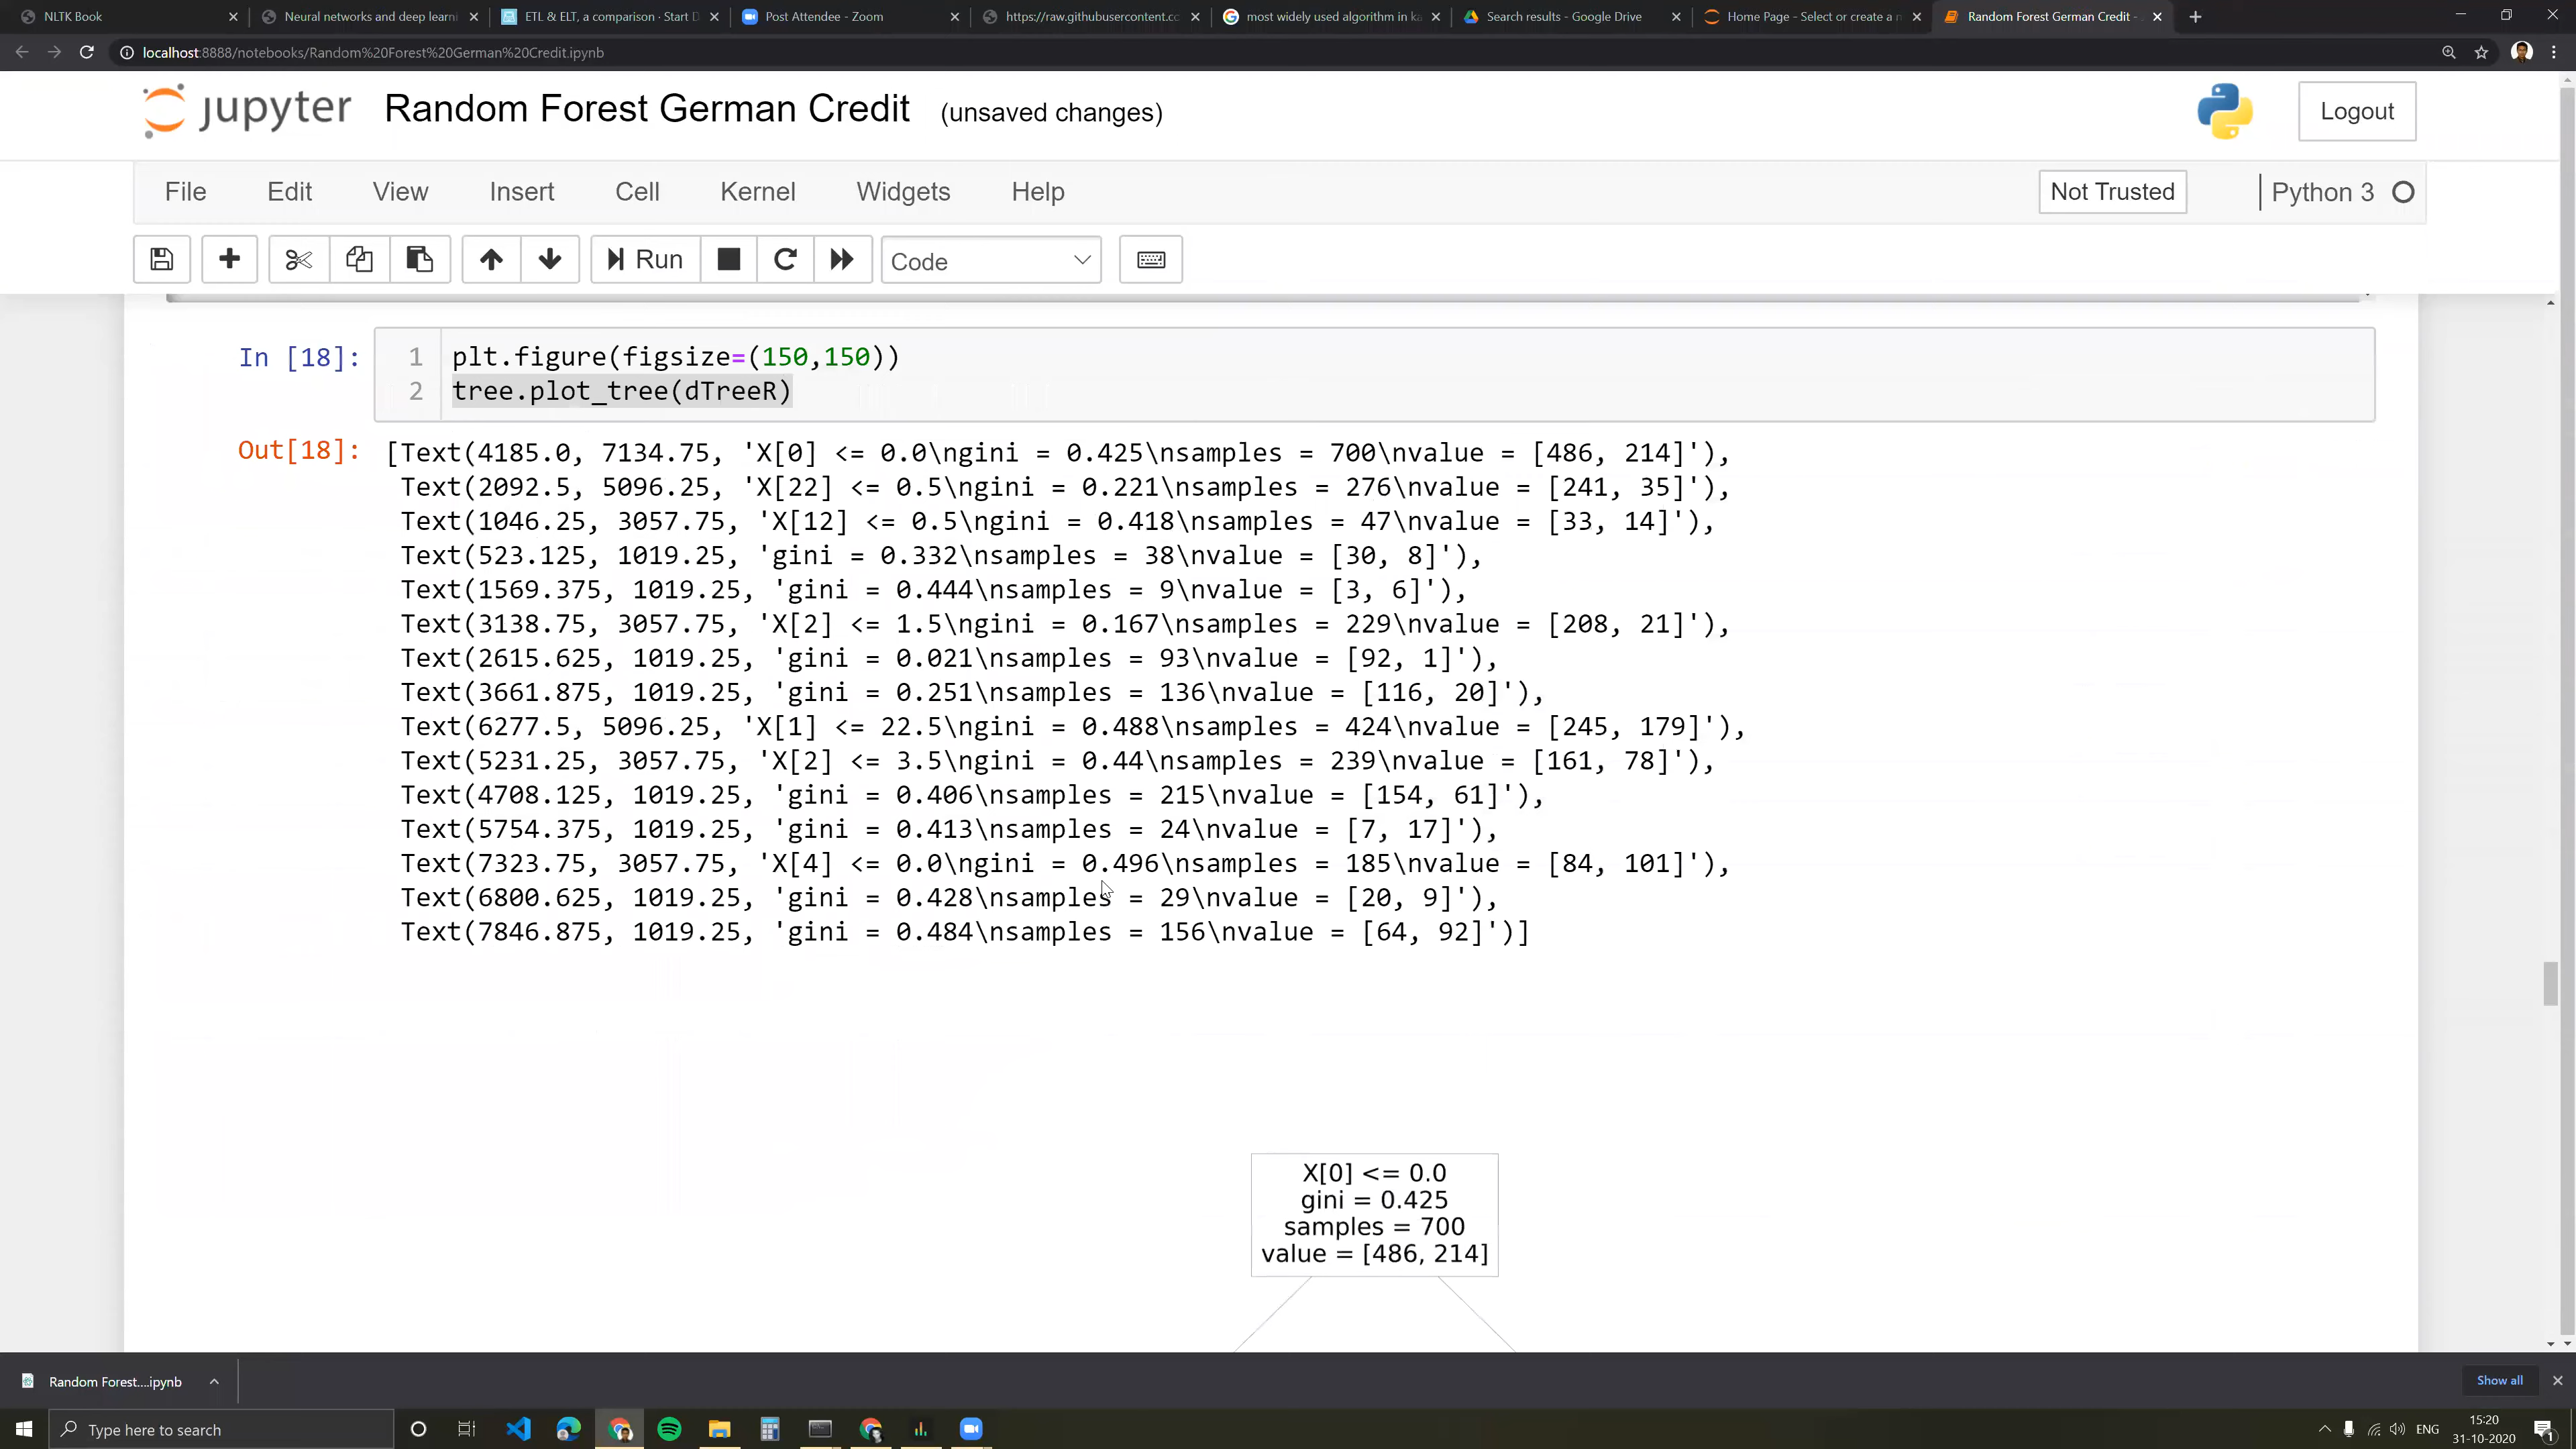 NLTK Book
Neural networks and deep learni
ETL & ELT, a comparison · Start D
Post Attendee - Zoom
https://raw.githubusercontent.co
most widely used algorithm in ka
Search results - Google Drive
Home Page - Select or create a n
Random Forest German Credit -
localhost:8888/notebooks/Random%20Forest%20German%20Credit.ipynb
jupyter Random Forest German Credit (unsaved changes)
Logout
File Edit View Insert Cell Kernel Widgets Help
Not Trusted
Python 3
Run
Code
In [18]:
1 plt.figure(figsize=(150,150))
2 tree.plot_tree(dTreeR)
Out[18]: [Text(4185.0, 7134.75, 'X[0] <= 0.0\ngini = 0.425\nsamples = 700\nvalue = [486, 214]'),
Text(2092.5, 5096.25, 'X[22] <= 0.5\ngini = 0.221\nsamples = 276\nvalue = [241, 35]'),
Text(1046.25, 3057.75, 'X[12] <= 0.5\ngini = 0.418\nsamples = 47\nvalue = [33, 14]'),
Text(523.125, 1019.25, 'gini = 0.332\nsamples = 38\nvalue = [30, 8]'),
Text(1569.375, 1019.25, 'gini = 0.444\nsamples = 9\nvalue = [3, 6]'),
Text(3138.75, 3057.75, 'X[2] <= 1.5\ngini = 0.167\nsamples = 229\nvalue = [208, 21]'),
Text(2615.625, 1019.25, 'gini = 0.021\nsamples = 93\nvalue = [92, 1]'),
Text(3661.875, 1019.25, 'gini = 0.251\nsamples = 136\nvalue = [116, 20]'),
Text(6277.5, 5096.25, 'X[1] <= 22.5\ngini = 0.488\nsamples = 424\nvalue = [245, 179]'),
Text(5231.25, 3057.75, 'X[2] <= 3.5\ngini = 0.44\nsamples = 239\nvalue = [161, 78]'),
Text(4708.125, 1019.25, 'gini = 0.406\nsamples = 215\nvalue = [154, 61]'),
Text(5754.375, 1019.25, 'gini = 0.413\nsamples = 24\nvalue = [7, 17]'),
Text(7323.75, 3057.75, 'X[4] <= 0.0\ngini = 0.496\nsamples = 185\nvalue = [84, 101]'),
Text(6800.625, 1019.25, 'gini = 0.428\nsamples = 29\nvalue = [20, 9]'),
Text(7846.875, 1019.25, 'gini = 0.484\nsamples = 156\nvalue = [64, 92]')]
X[0] <= 0.0
gini = 0.425
samples = 700
value = [486, 214]
Random Forest....ipynb
Show all
Type here to search
ENG
15:20
31-10-2020
1